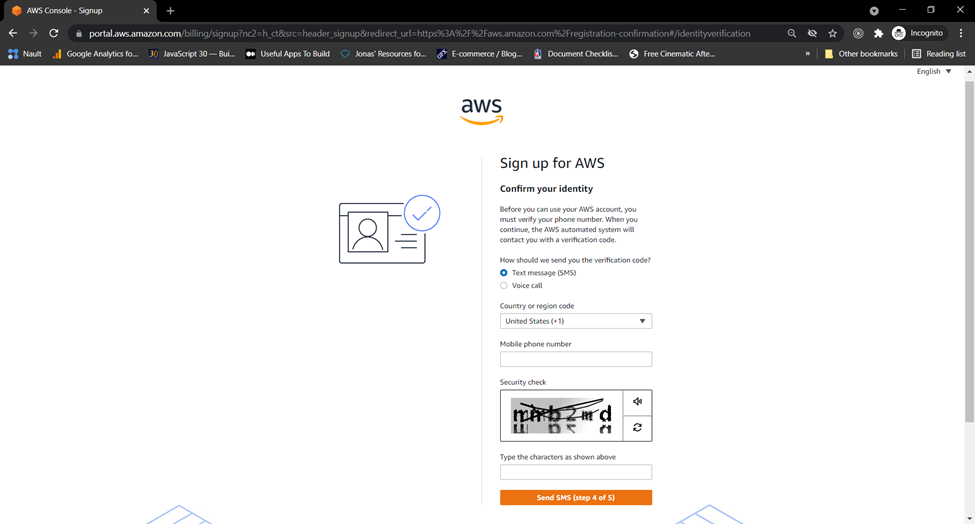 AWS Console - Signup
Incognito
portal.aws.amazon.com/billing/signup?nc2=h_ct&src=header_signup&redirect_url=https%3A%2F%2Faws.amazon.com%2Fregistration-confirmation#/identityverification
Nault
Google Analytics fo...
30
JavaScript 30 — Bui...
Useful Apps To Build
Jonas' Resources fo...
E-commerce / Blog...
Document Checklis...
Free Cinematic Afte...
»
Other bookmarks
Reading list
English
aws
Sign up for AWS
Confirm your identity
Before you can use your AWS account, you
must verify your phone number. When you
continue, the AWS automated system will
contact you with a verification code.
How should we send you the verification code?
Text message (SMS)
Voice call
Country or region code
United States (+1)
Mobile phone number
Security check
Type the characters as shown above
Send SMS (step 4 of 5)